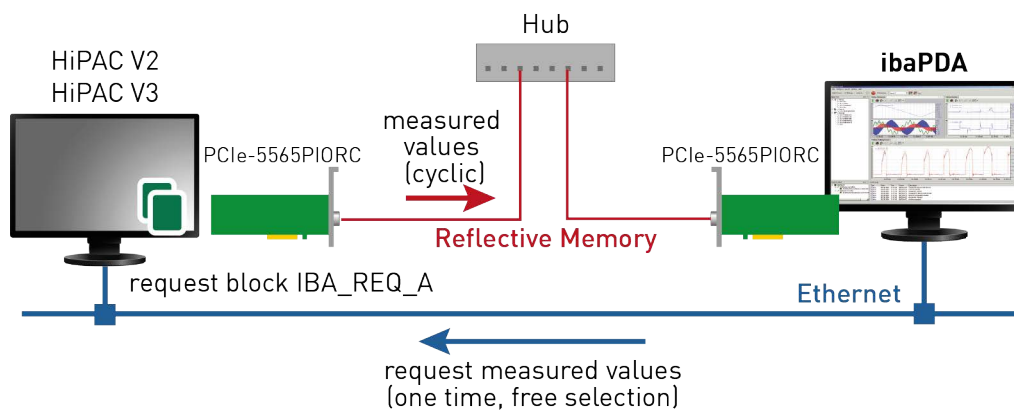 Hub
HiPAC V2
HiPAC V3
ibaPDA
measured
values
(cyclic)
PCIe-5565PIORC
PCIe-5565PIORC
Reflective Memory
request block IBA_REQ_A
Ethernet
request measured values
(one time, free selection)